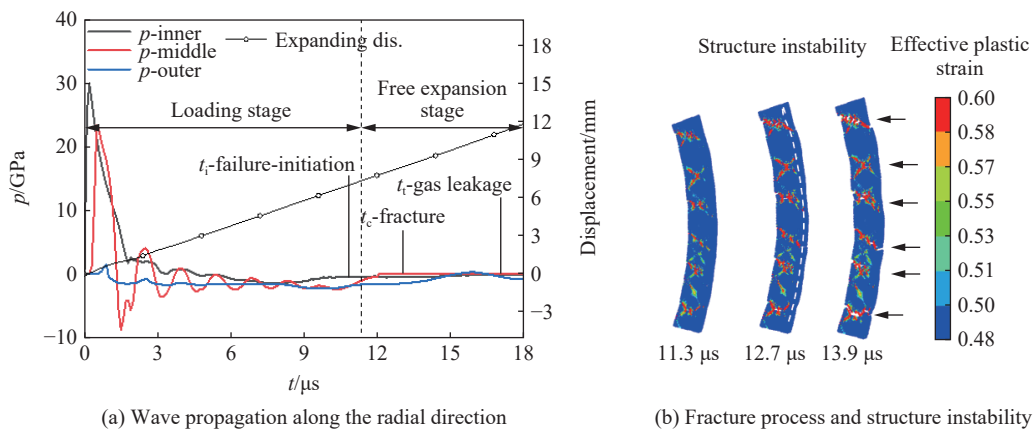 p-inner
p-middle
p-outer
Expanding dis.
Loading stage
Free expansion
stage
tᵢ-failure-initiation
tₜ-gas leakage
t꜀-fracture
40
30
20
10
0
−10
p/GPa
0
3
6
9
12
15
18
t/μs
18
15
12
9
6
3
0
−3
Displacement/mm
(a) Wave propagation along the radial direction
Structure instability
Effective plastic
strain
0.60
0.58
0.57
0.55
0.53
0.51
0.50
0.48
11.3 μs
12.7 μs
13.9 μs
(b) Fracture process and structure instability